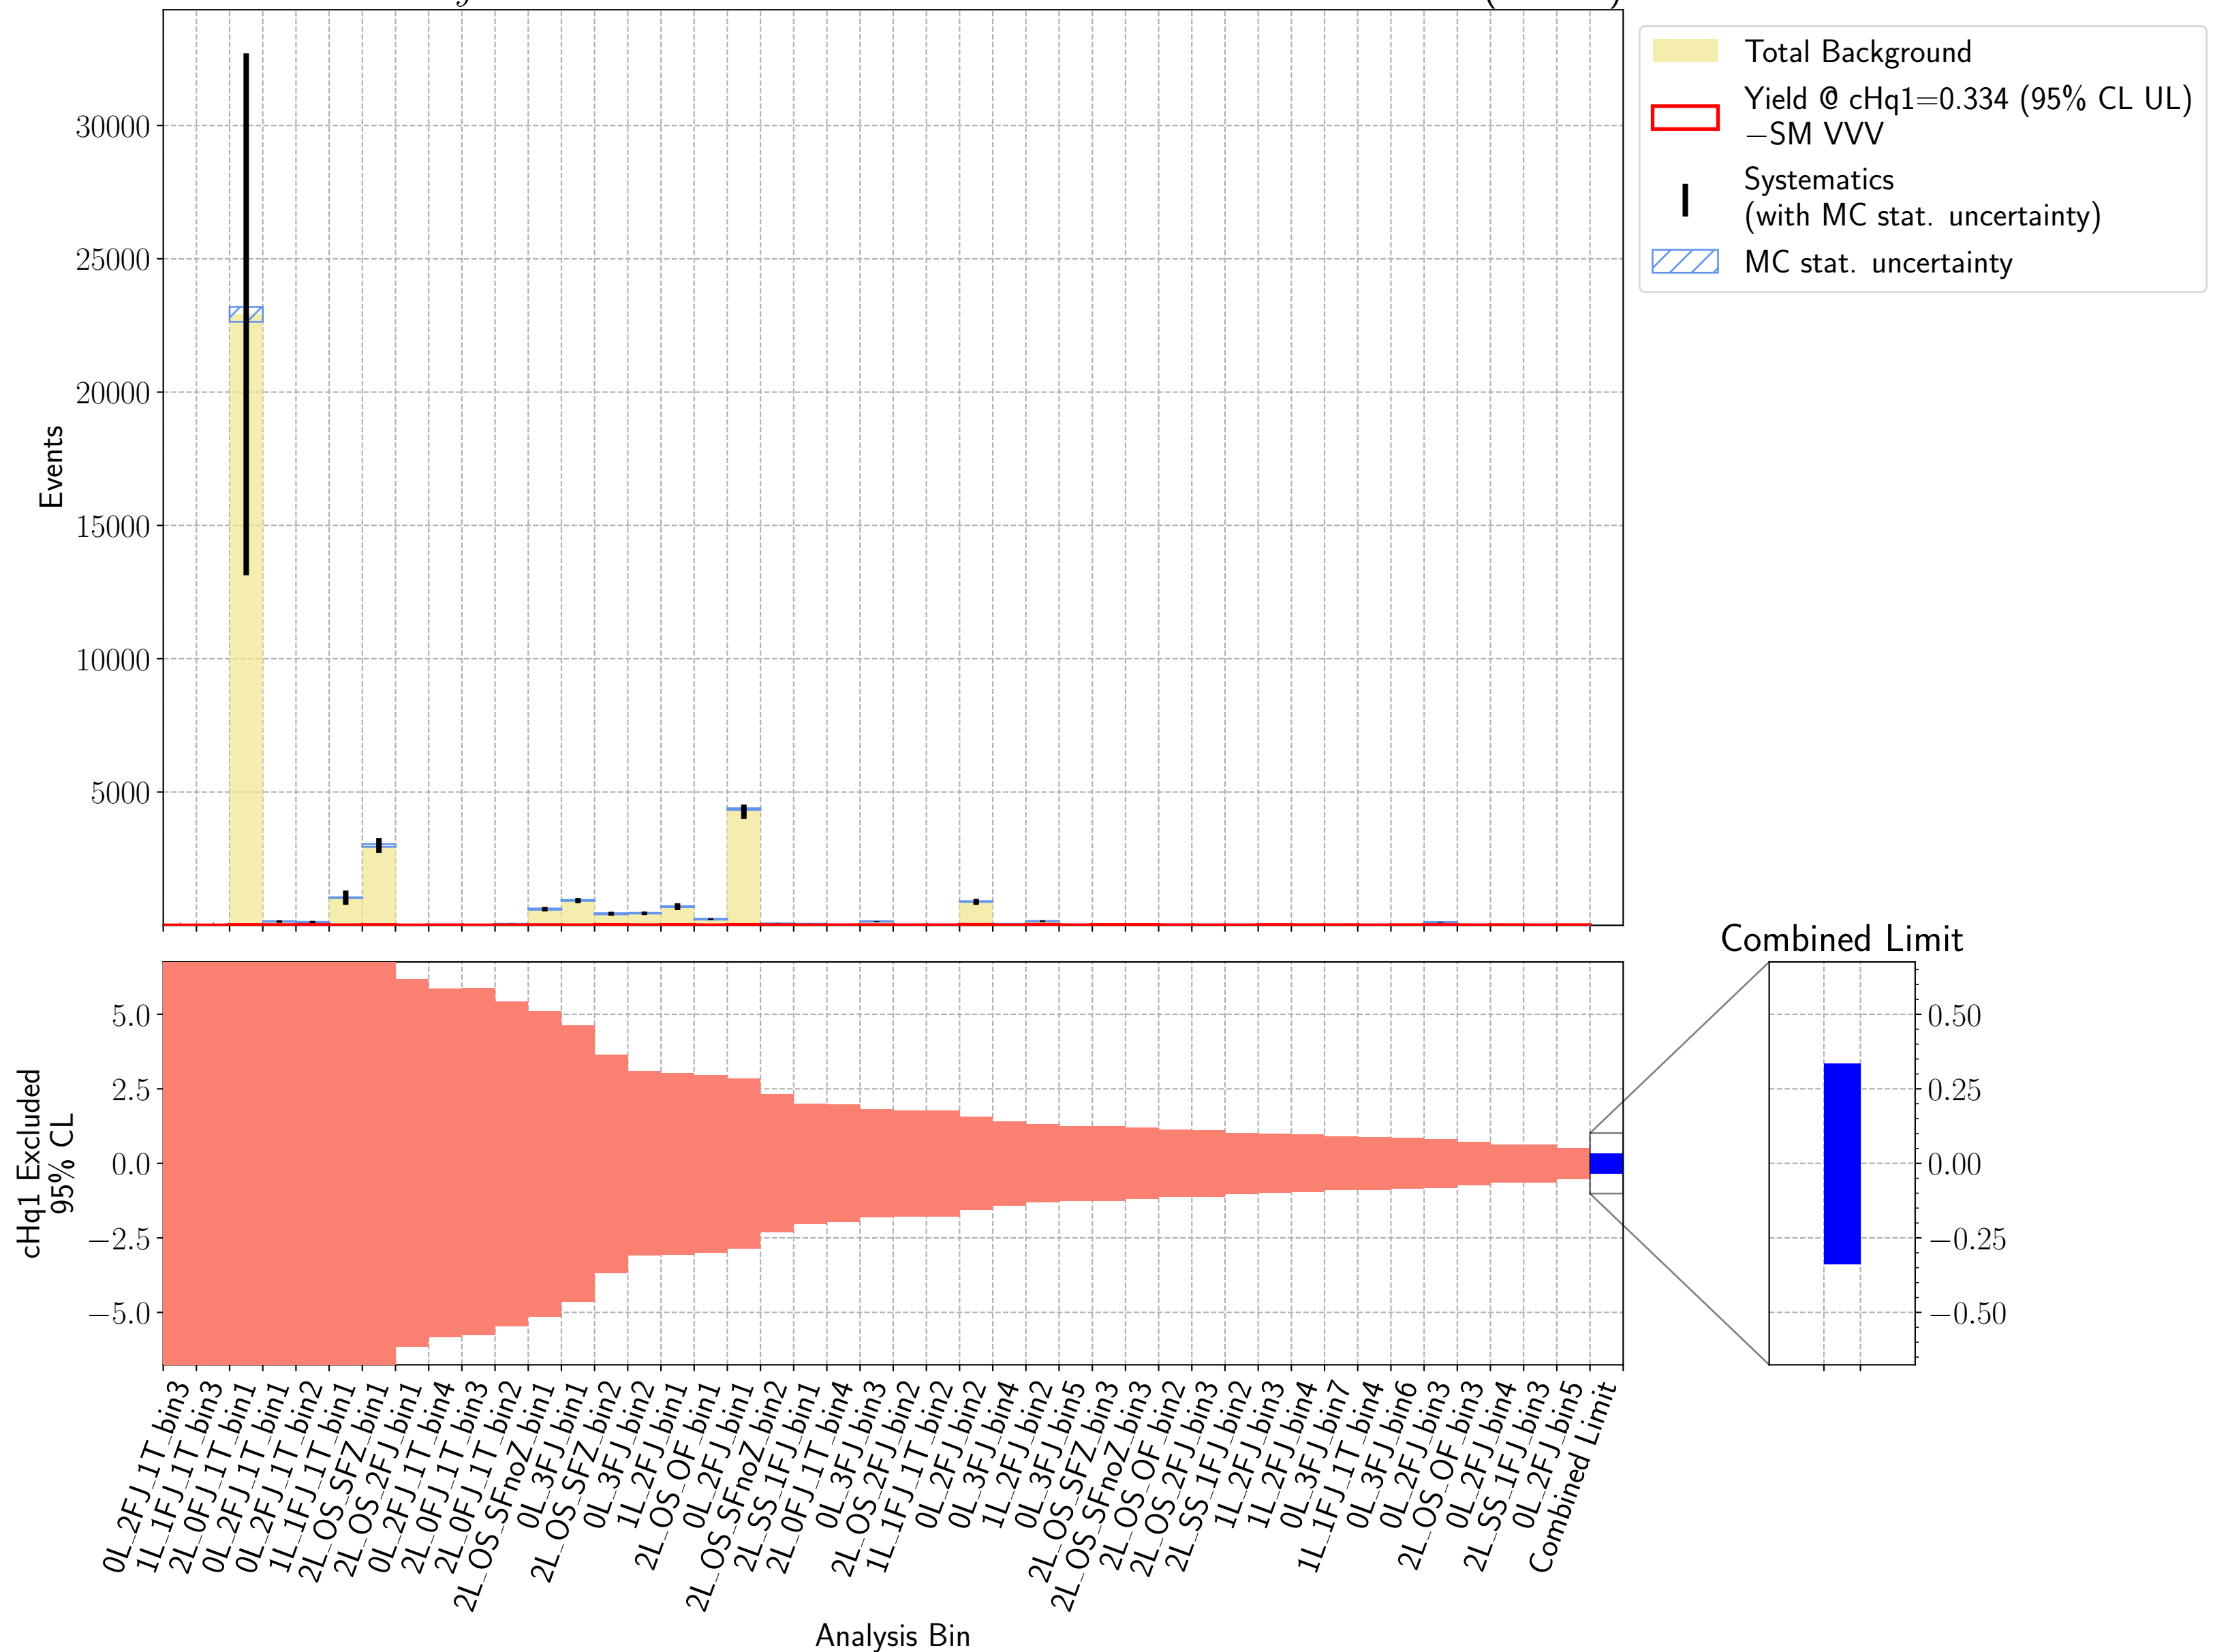 30000
25000
20000
15000
10000
5000
Events
Total Background
Yield @ cHq1=0.334 (95% CL UL)
−SM VVV
Systematics
(with MC stat. uncertainty)
MC stat. uncertainty
Combined Limit
5.0
2.5
0.0
−2.5
−5.0
cHq1 Excluded
95% CL
0.50
0.25
0.00
−0.25
−0.50
0L_2FJ_1T_bin3
1L_1FJ_1T_bin3
2L_0FJ_1T_bin1
0L_2FJ_1T_bin1
0L_2FJ_1T_bin2
1L_1FJ_1T_bin1
2L_OS_SFZ_bin1
2L_OS_2FJ_bin1
0L_2FJ_1T_bin4
2L_0FJ_1T_bin3
2L_0FJ_1T_bin2
2L_OS_SFnoZ_bin1
0L_3FJ_bin1
2L_OS_SFZ_bin2
0L_3FJ_bin2
1L_2FJ_bin1
2L_OS_OF_bin1
0L_2FJ_bin1
2L_OS_SFnoZ_bin2
2L_SS_1FJ_bin1
2L_0FJ_1T_bin4
0L_3FJ_bin3
2L_OS_2FJ_bin2
1L_1FJ_1T_bin2
0L_2FJ_bin2
0L_3FJ_bin4
1L_2FJ_bin2
0L_3FJ_bin5
2L_OS_SFZ_bin3
2L_OS_SFnoZ_bin3
2L_OS_OF_bin2
2L_OS_2FJ_bin3
2L_SS_1FJ_bin2
1L_2FJ_bin3
1L_2FJ_bin4
0L_3FJ_bin7
1L_1FJ_1T_bin4
0L_3FJ_bin6
0L_2FJ_bin3
2L_OS_OF_bin3
0L_2FJ_bin4
2L_SS_1FJ_bin3
0L_2FJ_bin5
Combined Limit
Analysis Bin